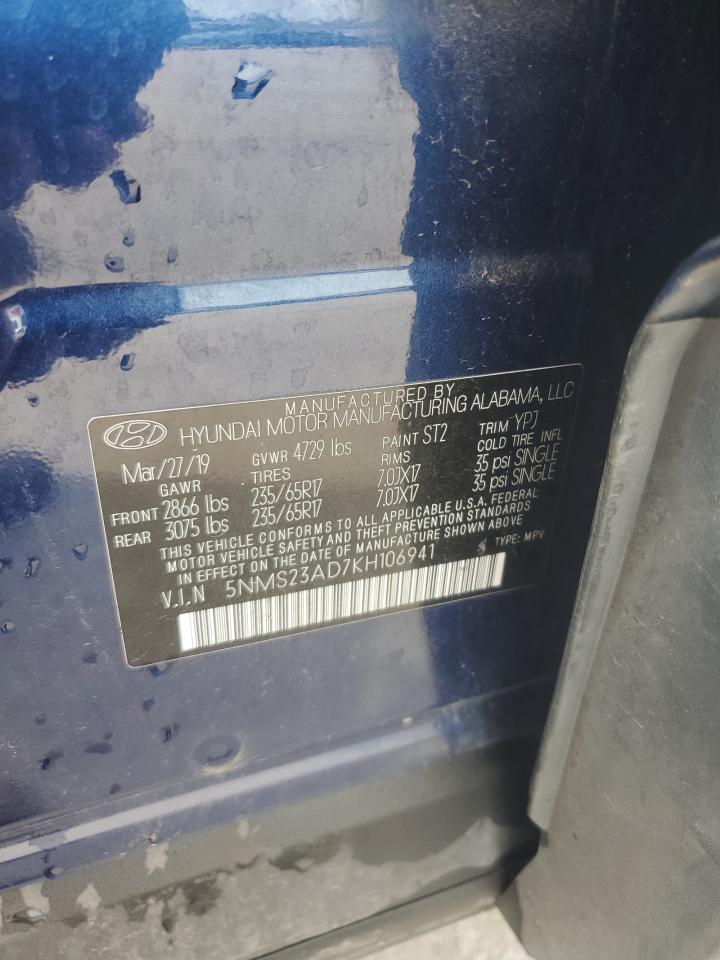 MANUFACTURED BY
HYUNDAI MOTOR MANUFACTURING ALABAMA, LLC
Mar/27/19 GVWR 4729 lbs PAINT ST2 TRIM YPJ
GAWR TIRES RIMS COLD TIRE INFL
FRONT 2866 lbs 235/65R17 7.0JX17 35 psi SINGLE
REAR 3075 lbs 235/65R17 7.0JX17 35 psi SINGLE
THIS VEHICLE CONFORMS TO ALL APPLICABLE U.S.A. FEDERAL
MOTOR VEHICLE SAFETY AND THEFT PREVENTION STANDARDS
IN EFFECT ON THE DATE OF MANUFACTURE SHOWN ABOVE
V.I.N 5NMS23AD7KH106941 TYPE: MPV